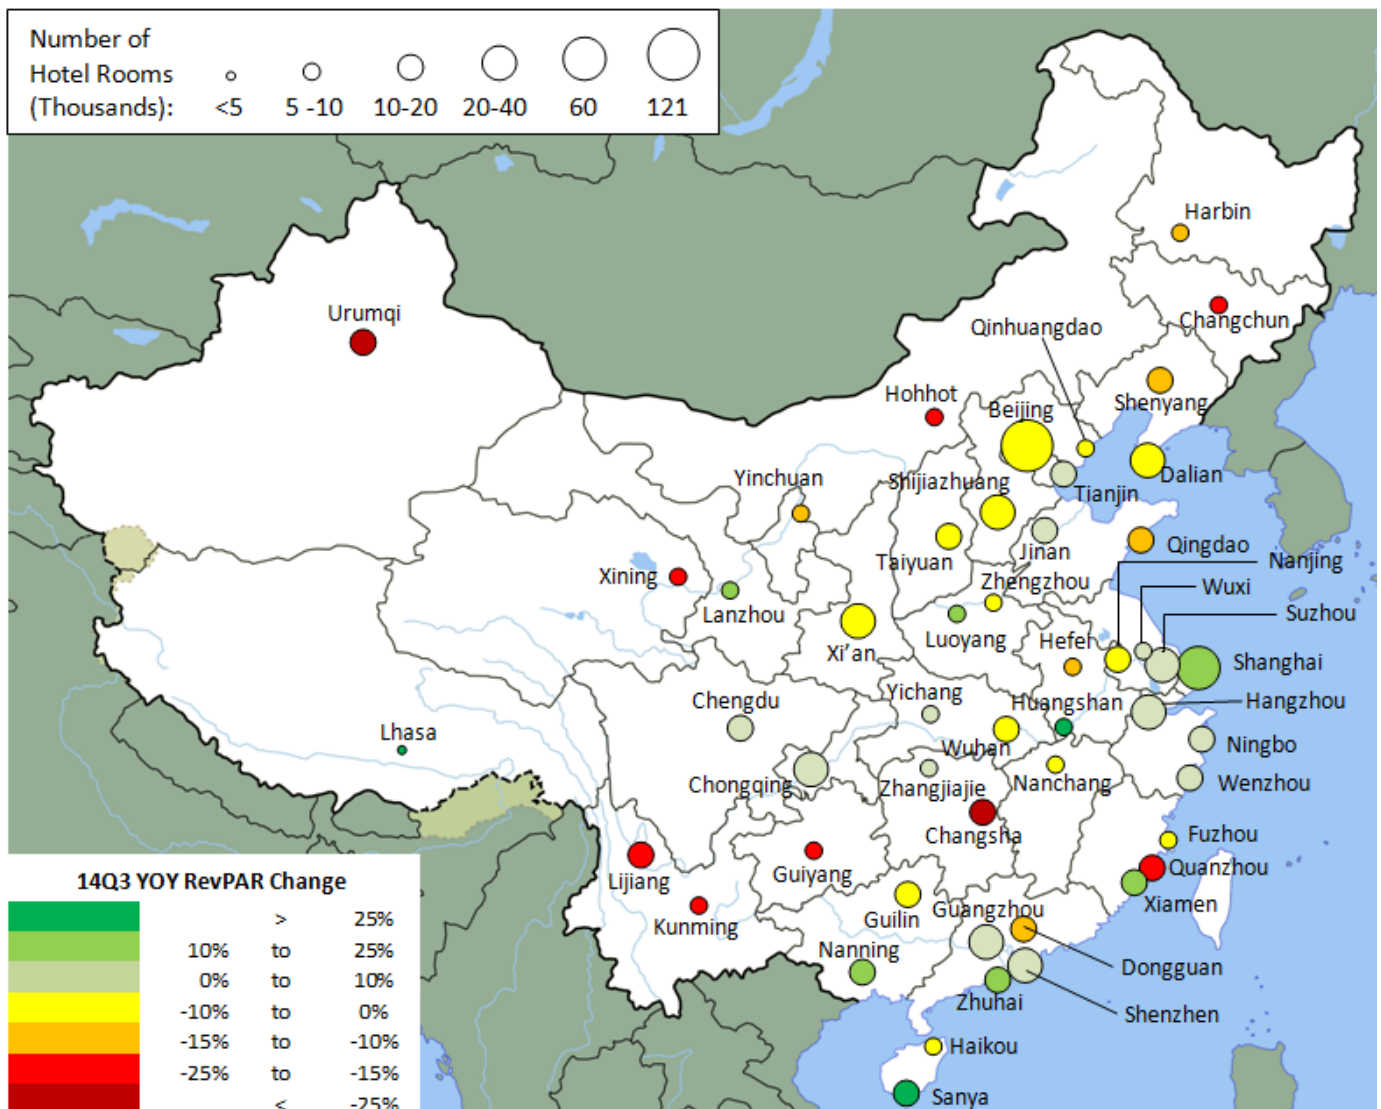 Number of
Hotel Rooms
(Thousands): <5 5 -10 10-20 20-40 60 121
Harbin
Urumqi
Changchun
Qinhuangdao
Hohhot
Beijing
Shenyang
Yinchuan
Shijiazhuang
Tianjin
Dalian
Taiyuan
Jinan
Qingdao
Nanjing
Xining
Lanzhou
Zhengzhou
Wuxi
Luoyang
Hefei
Suzhou
Xi'an
Shanghai
Chengdu
Yichang
Huangshan
Hangzhou
Lhasa
Wuhan
Ningbo
Chongqing
Zhangjiajie
Nanchang
Wenzhou
Changsha
Fuzhou
Lijiang
Guiyang
Quanzhou
Kunming
Guilin
Guangzhou
Xiamen
Nanning
Dongguan
Zhuhai
Shenzhen
Haikou
Sanya
14Q3 YOY RevPAR Change
> 25%
10% to 25%
0% to 10%
-10% to 0%
-15% to -10%
-25% to -15%
< -25%